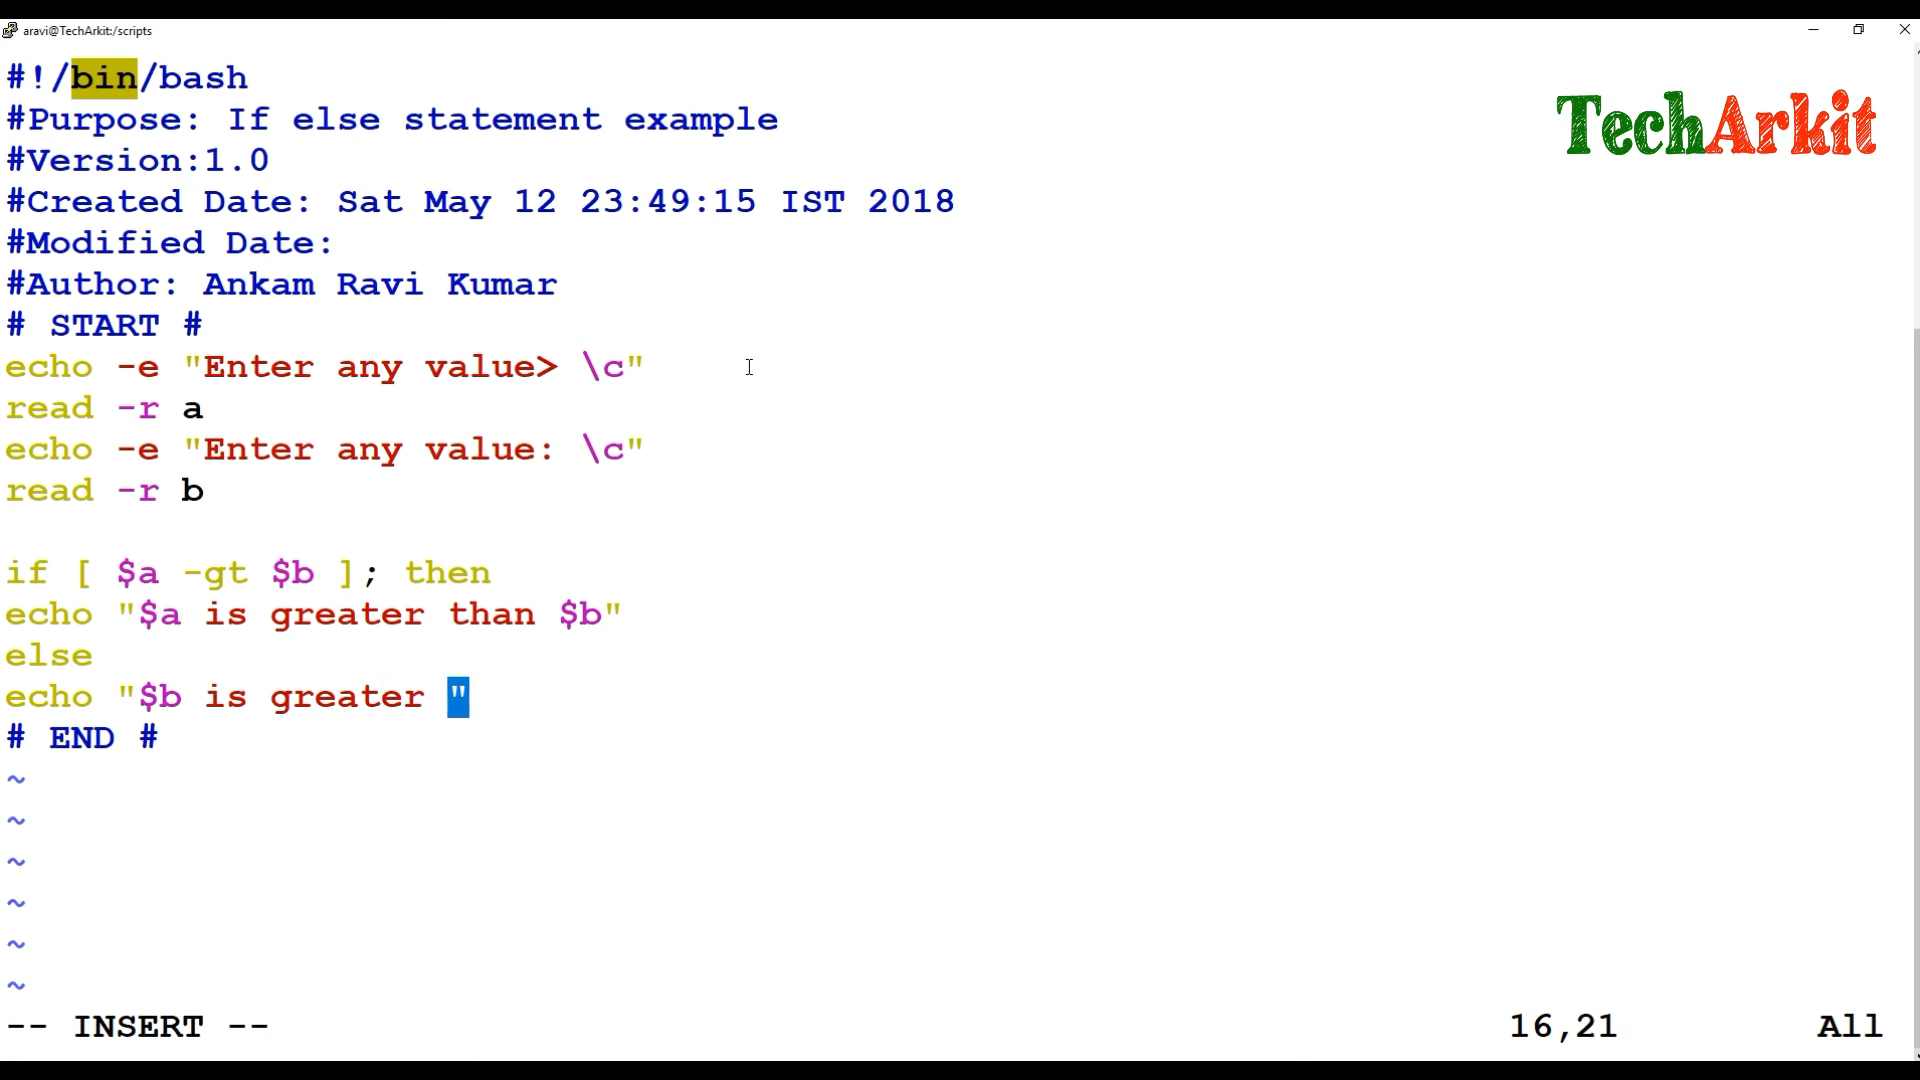 aravi@TechArkit:/scripts
#!/bin/bash
TechArkit
#Purpose: If else statement example
#Version:1.0
#Created Date: Sat May 12 23:49:15 IST 2018
#Modified Date:
#Author: Ankam Ravi Kumar
# START #
echo -e "Enter any value> \c"
read -r a
echo -e "Enter any value: \c"
read -r b
if [ $a -gt $b ]; then
echo "$a is greater than $b"
else
echo "$b is greater "
# END #
~
~
~
~
~
~
-- INSERT -- 16,21 All